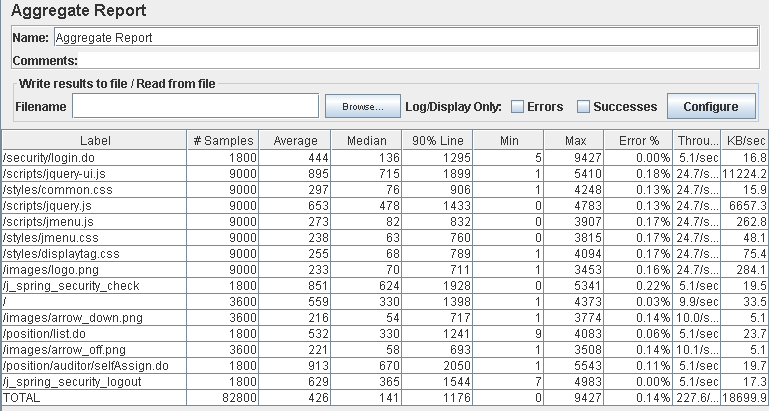 Aggregate Report
Name: Aggregate Report
Comments:
Write results to file / Read from file
Filename Browse... Log/Display Only: Errors Successes Configure
Label # Samples Average Median 90% Line Min Max Error % Throu... KB/sec
/security/login.do 1800 444 136 1295 5 9427 0.00% 5.1/sec 16.8
/scripts/jquery-ui.js 9000 895 715 1899 1 5410 0.18% 24.7/s... 11224.2
/styles/common.css 9000 297 76 906 1 4248 0.13% 24.7/s... 15.9
/scripts/jquery.js 9000 653 478 1433 0 4783 0.13% 24.7/s... 6657.3
/scripts/jmenu.js 9000 273 82 832 1 3907 0.17% 24.7/s... 262.8
/styles/jmenu.css 9000 238 63 760 0 3815 0.17% 24.7/s... 48.1
/styles/displaytag.css 9000 255 68 789 1 4094 0.17% 24.7/s... 75.4
/images/logo.png 9000 233 70 711 1 3453 0.16% 24.7/s... 284.1
/j_spring_security_check 1800 851 624 1928 0 5341 0.22% 5.1/sec 19.5
/ 3600 559 330 1398 1 4373 0.03% 9.9/sec 33.5
/images/arrow_down.png 3600 216 54 717 1 3774 0.14% 10.0/s... 5.1
/position/list.do 1800 532 330 1241 9 4083 0.06% 5.1/sec 23.7
/images/arrow_off.png 3600 221 58 693 1 3508 0.14% 10.1/s... 5.1
/position/auditor/selfAssign.do 1800 913 670 2050 1 5543 0.11% 5.1/sec 19.7
/j_spring_security_logout 1800 629 365 1544 7 4983 0.00% 5.1/sec 17.3
TOTAL 82800 426 141 1176 0 9427 0.14% 227.6/... 18699.9